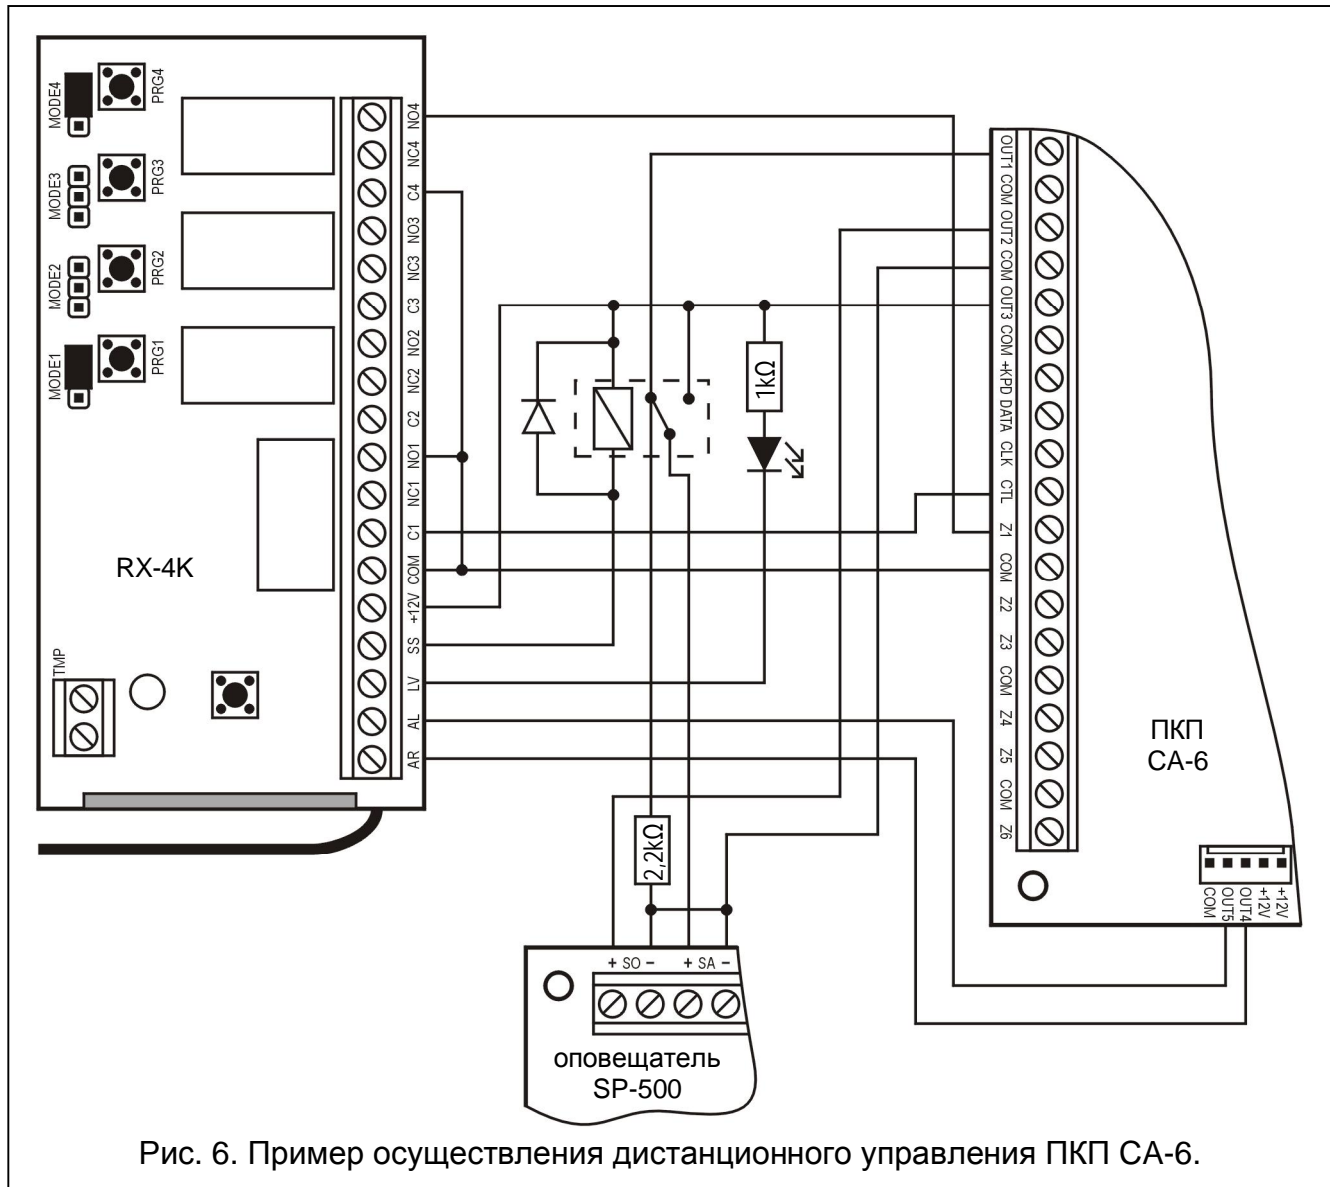 MODE4
PRG4
MODE3
PRG3
MODE2
PRG2
MODE1
PRG1
RX-4K
TMP
NO4
NC4
C4
NO3
NC3
C3
NO2
NC2
C2
NO1
NC1
C1
COM
+12V
SS
LV
AL
AR
1kΩ
2,2kΩ
OUT1
COM
OUT2
COM
OUT3
COM
+KPD
DATA
CLK
CTL
Z1
COM
Z2
Z3
COM
Z4
Z5
COM
Z6
ПКП
CA-6
COM
OUT5
OUT4
+12V
+12V
+ SO − + SA −
оповещатель
SP-500
Рис. 6. Пример осуществления дистанционного управления ПКП CA-6.